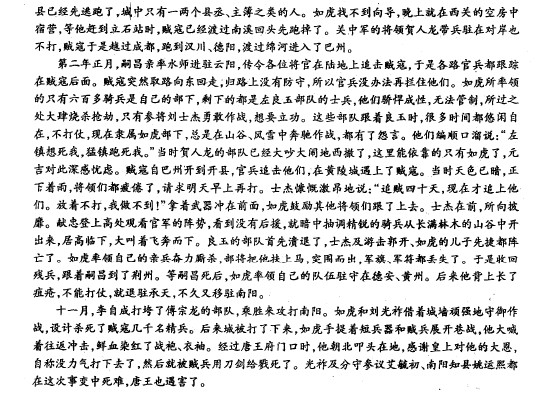 县已经先逃跑了,城中只有一两个县丞、主簿之类的人。如虎找不到向导,晚上就在西关的空房中
宿营,等他赶到立石站时,贼寇已经渡过南溪回头先跑掉了。关中军的将领贺人龙带兵驻在对岸也
不打,贼寇于是越过成都,跑到汉川、德阳,渡过绵河进入了巴州。
第二年正月,嗣昌亲率水师进驻云阳,传令各位将官在陆地上追击贼寇,于是各路官兵都跟踪
在贼寇后面。贼寇突然取路向东回走,归路上没有防守,所以官兵没办法再拦住他们。如虎所率领
的只有六百多骑兵是自己的部下,剩下的都是左良玉部队的士兵,他们骄悍成性,无法管制,所过之
处大肆烧杀抢劫,只有参将刘士杰勇敢作战,想要立功。这些部队跟着良玉时,很多时间都悠闲自
在,不打仗,现在隶属如虎部下,总是在山谷、风雪中奔驰作战,都有了怨言。他们编顺口溜说:“左
镇想死我,猛镇跑死我。”当时贺人龙的部队已经大吵大闹地西撤了,这里能依靠的只有如虎了,元
吉对此深感忧虑。贼寇自巴州开到开县,官兵追击他们,在黄陵城遇上了贼寇。当时天色已暗,正
下着雨,将领们都疲倦了,请求明天早上再打。士杰慷慨激昂地说:“追贼四十天,现在才追上他
们。放着不打,我做不到!”拿着武器冲在前面,如虎鼓励其他将领们跟了上去。士杰在前,所向披
靡。献忠登上高处观看官军的阵势,看到没有后援,就暗中抽调精锐的骑兵从长满林木的山谷中开
出来,居高临下,大叫着飞奔而下。良玉的部队首先溃退了,士杰及游击郭开、如虎的儿子先捷都阵
亡了。如虎率领自己的亲兵奋力厮杀,部将把他挂上马,突围而出,军旗、军符都丢失了。于是收回
残兵,跟着嗣昌到了荆州。等嗣昌死后,如虎率领自己的队伍驻守在德安、黄州。后来他背上长了
疽疮,不能打仗,就退驻承天,不久又移驻南阳。
十一月,李自成打垮了傅宗龙的部队,乘胜来攻打南阳。如虎和刘光祚借着城墙顽强地守御作
战,设计杀死了贼寇几千名精兵。后来城被打了下来,如虎手提着短兵器和贼兵展开巷战,他大喊
着往返冲击,鲜血染红了战袍、衣袖。经过唐王府门口时,他朝北叩头在地,感谢皇上对他的大恩,
自称没力气打下去了,然后就被贼兵用刀剑给戮死了。光祚及分守参议艾毓初、南阳知县姚运熙都
在这次事变中死难,唐王也遇害了。